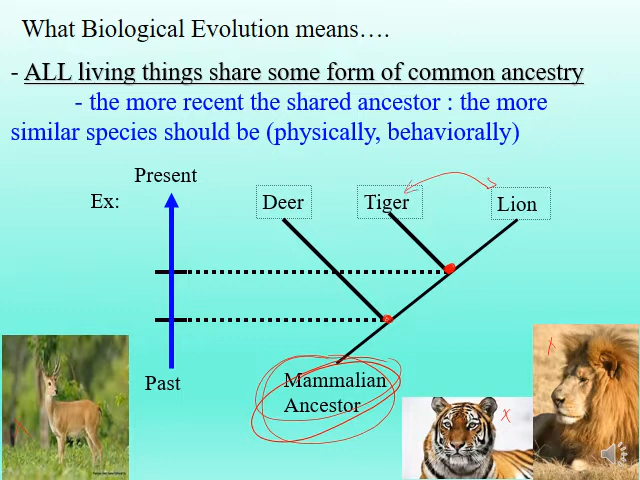 What Biological Evolution means….
- ALL living things share some form of common ancestry
- the more recent the shared ancestor : the more
similar species should be (physically, behaviorally)
Present
Ex:
Deer
Tiger
Lion
Past
Mammalian
Ancestor